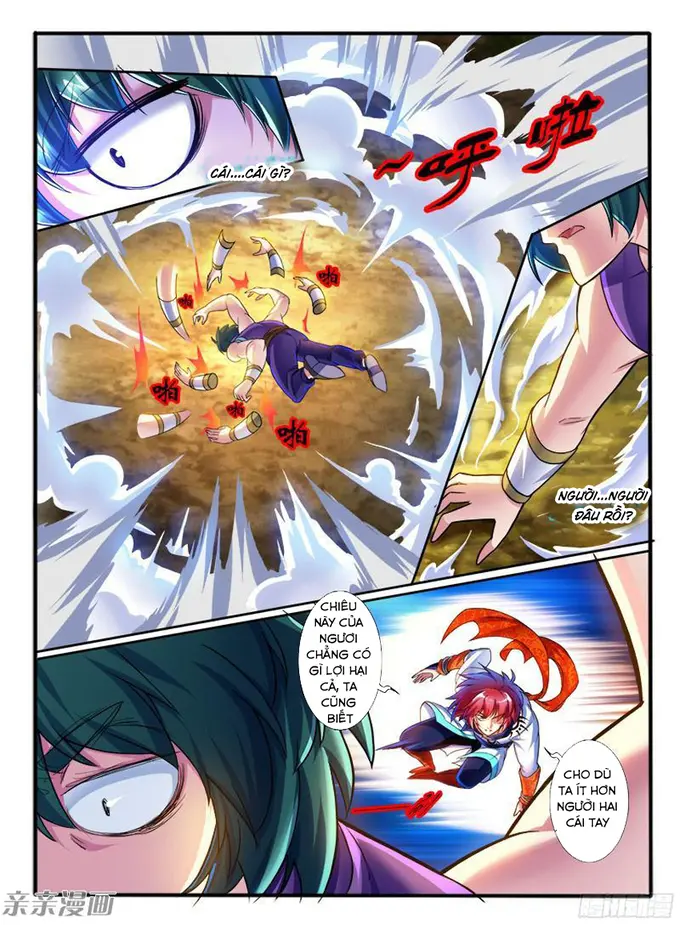 CÁI....CÁI GÌ?
~呼啦
啪
啪
啪
啪
啪
NGƯỜI...NGƯỜI
ĐÂU RỒI?
CHIÊU
NÀY CỦA
NGƯƠI
CHẲNG CÓ
GÌ LỢI HẠI
CẢ, TA
CŨNG
BIẾT
CHO DÙ
TA ÍT HƠN
NGƯỜI HAI
CÁI TAY
亲亲漫画